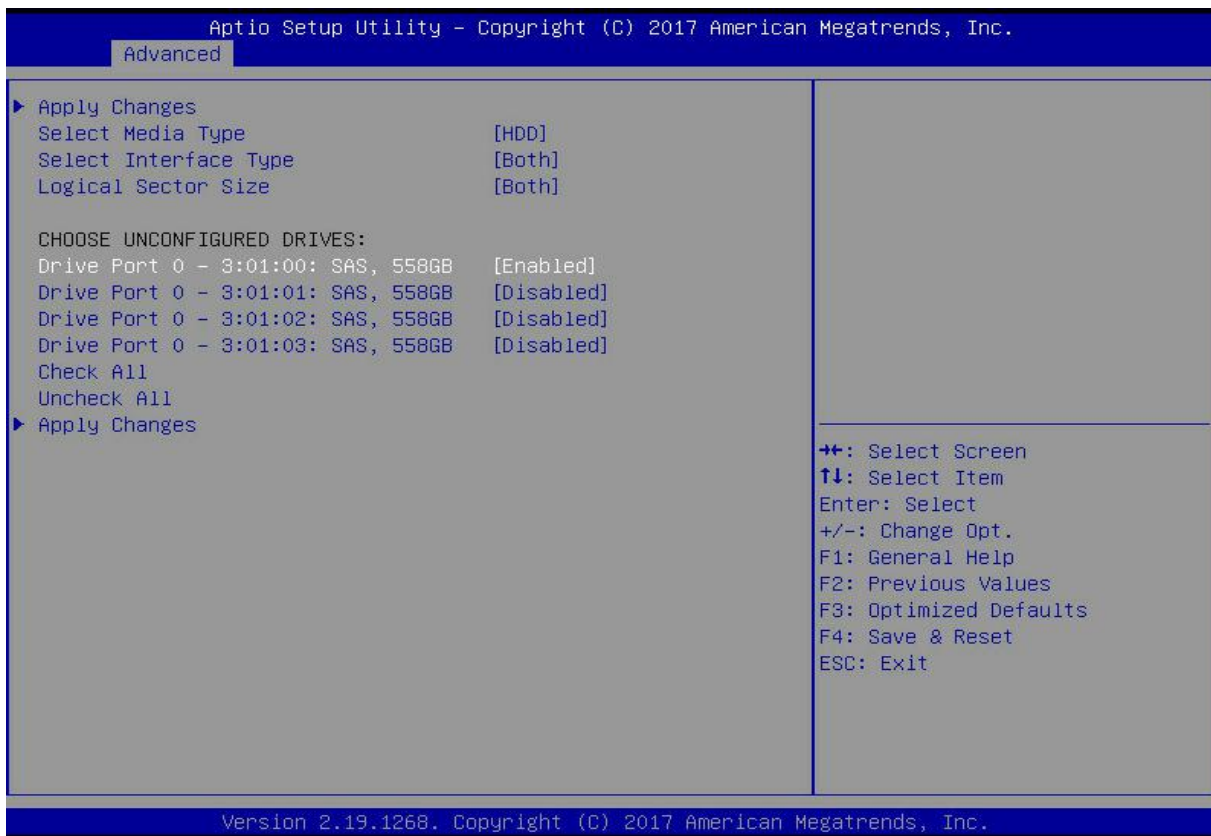 Aptio Setup Utility – Copyright (C) 2017 American Megatrends, Inc.
Advanced
Apply Changes
Select Media Type [HDD]
Select Interface Type [Both]
Logical Sector Size [Both]
CHOOSE UNCONFIGURED DRIVES:
Drive Port 0 – 3:01:00: SAS, 558GB [Enabled]
Drive Port 0 – 3:01:01: SAS, 558GB [Disabled]
Drive Port 0 – 3:01:02: SAS, 558GB [Disabled]
Drive Port 0 – 3:01:03: SAS, 558GB [Disabled]
Check All
Uncheck All
Apply Changes
→←: Select Screen
↑↓: Select Item
Enter: Select
+/-: Change Opt.
F1: General Help
F2: Previous Values
F3: Optimized Defaults
F4: Save & Reset
ESC: Exit
Version 2.19.1268. Copyright (C) 2017 American Megatrends, Inc.